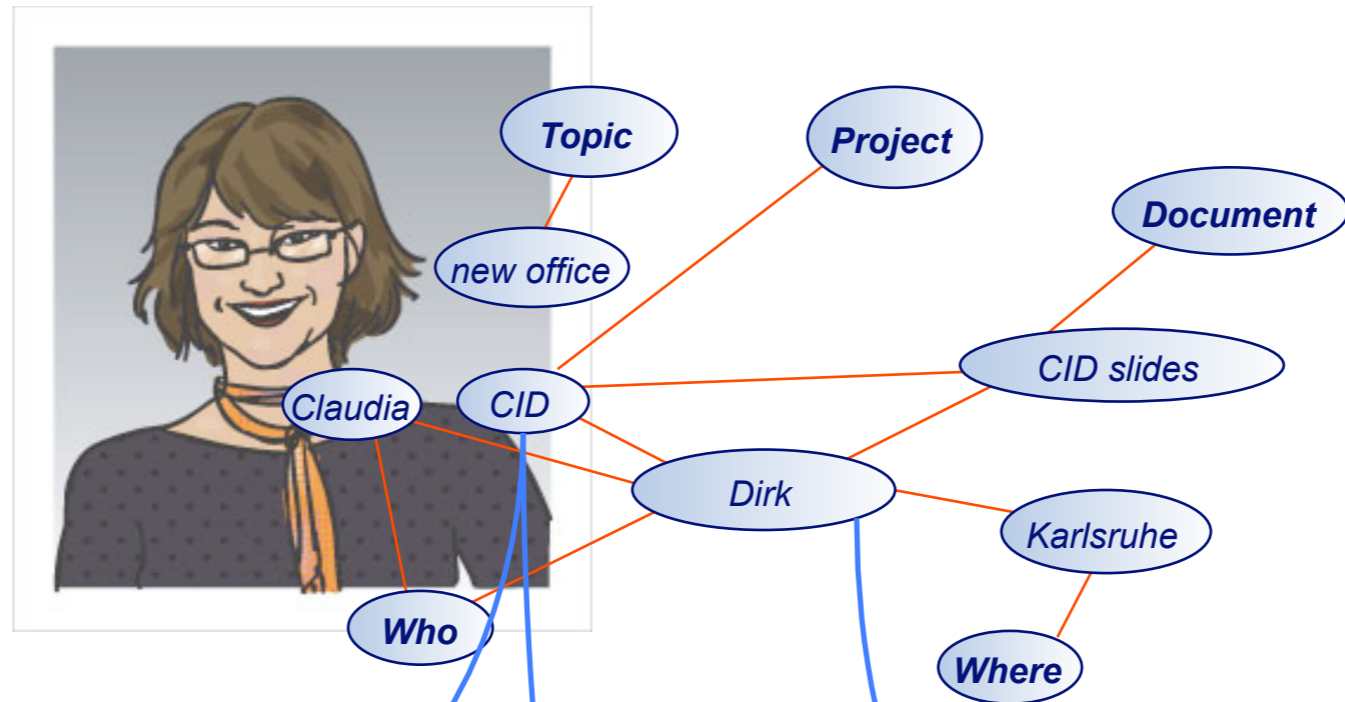 Topic
Project
Document
new office
CID slides
Claudia
CID
Dirk
Karlsruhe
Who
Where